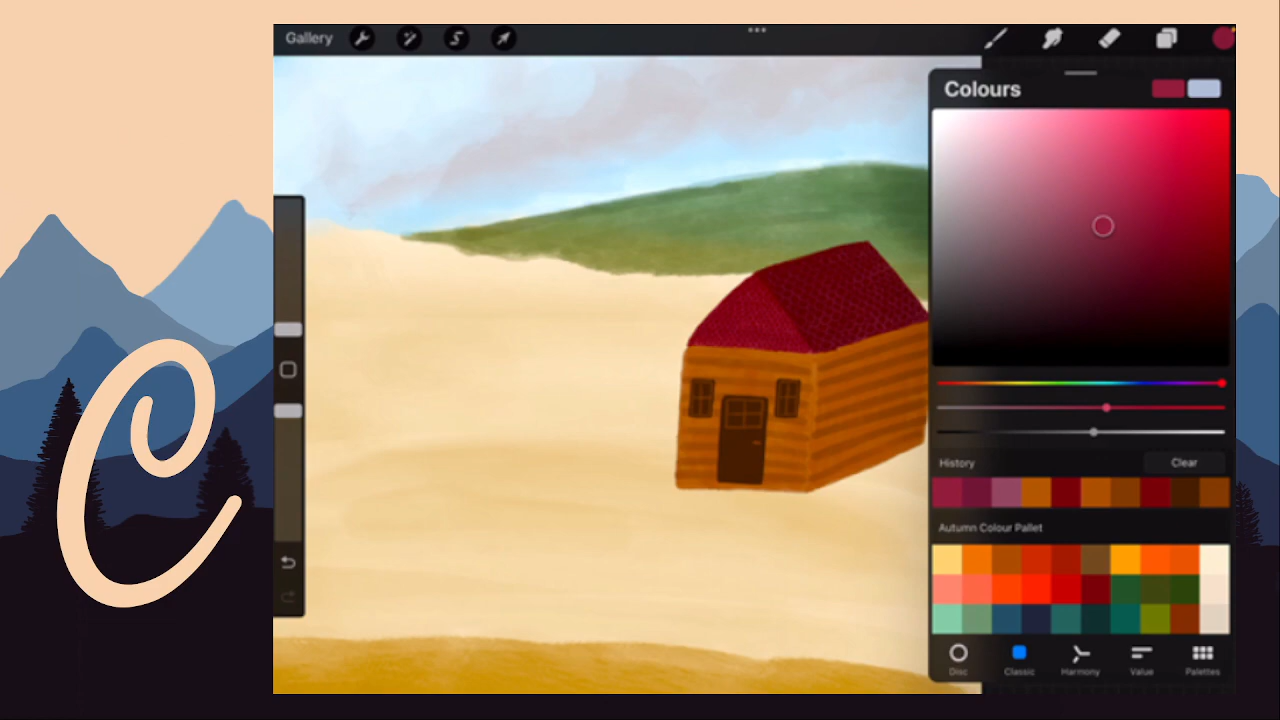 Gallery
Colours
History
Clear
Autumn Colour Pallet
Disc
Classic
Harmony
Value
Palettes
C